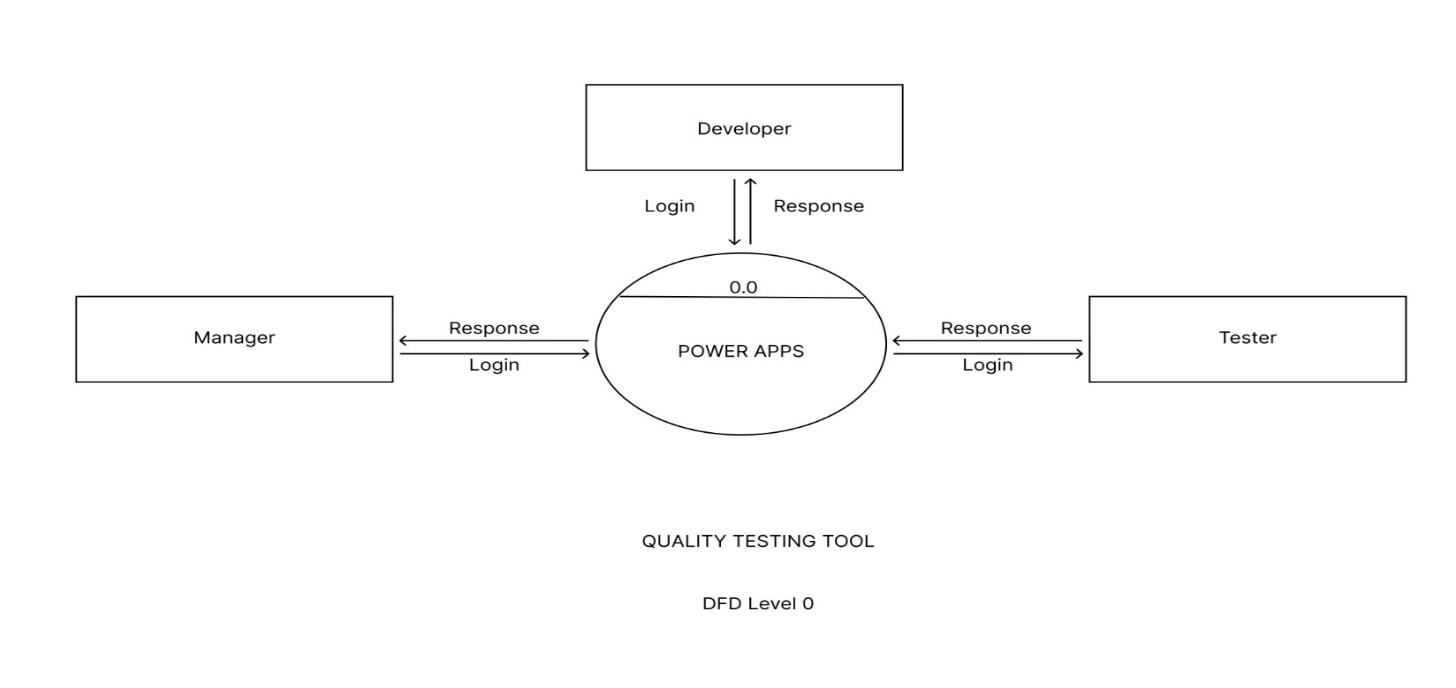 Developer
Login
Response
0.0
Manager
Response
Login
POWER APPS
Response
Login
Tester
QUALITY TESTING TOOL
DFD Level 0